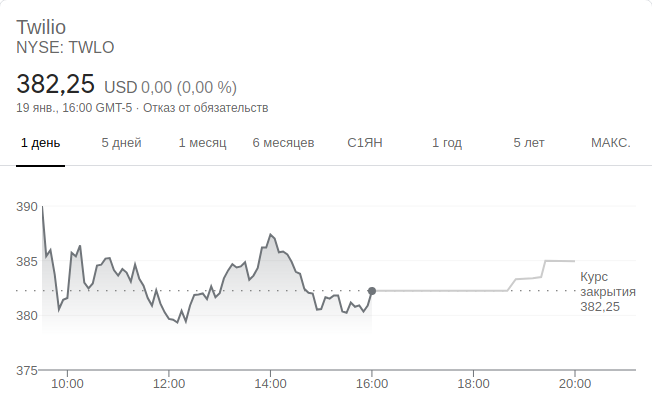 Twilio
NYSE: TWLO
382,25 USD 0,00 (0,00 %)
19 янв., 16:00 GMT-5 · Отказ от обязательств
1 день 5 дней 1 месяц 6 месяцев С1ЯН 1 год 5 лет МАКС.
390
385
Курс
закрытия
382,25
380
375
10:00 12:00 14:00 16:00 18:00 20:00